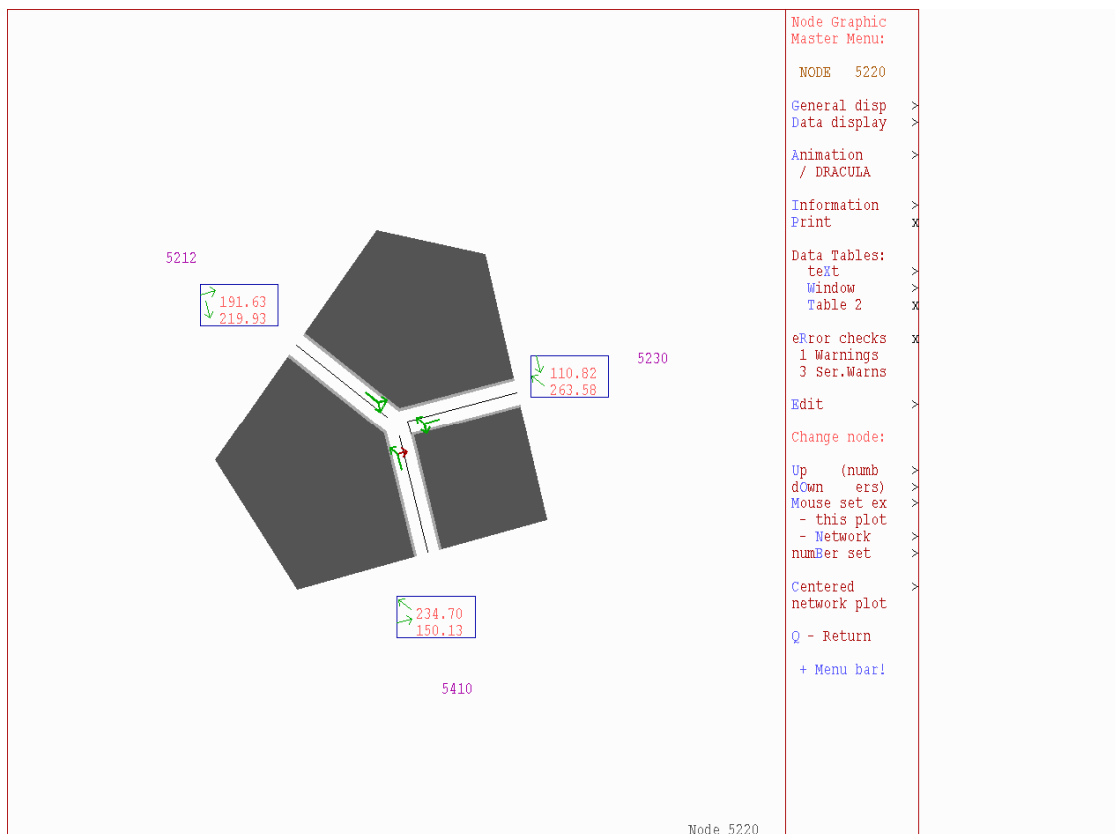 5212
191.63
219.93
5230
110.82
263.58
234.70
150.13
5410
Node 5220
Node Graphic
Master Menu:
NODE 5220
General disp >
Data display >
Animation >
/ DRACULA
Information >
Print x
Data Tables:
teXt >
Window >
Table 2 x
eRror checks x
1 Warnings
3 Ser.Warns
Edit >
Change node:
Up (numb >
dOwn ers) >
Mouse set ex >
- this plot
- Network >
numBer set >
Centered >
network plot
Q - Return
+ Menu bar!